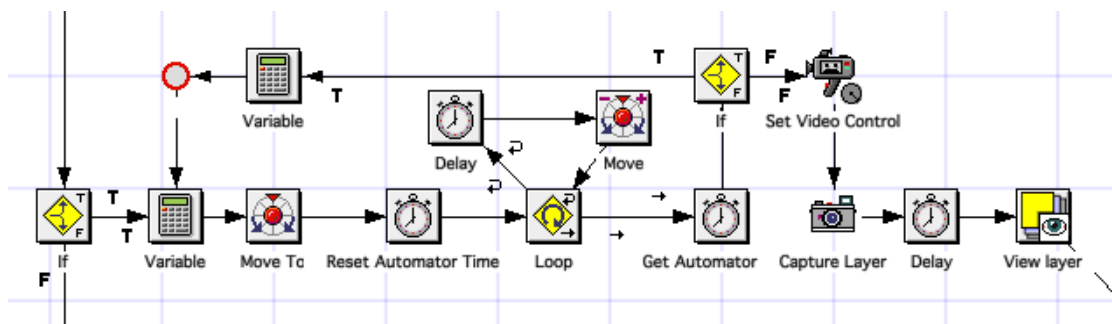 T
F
T
F
T
T
F
F
Variable
If
Set Video Control
Delay
Move
T
F
T
T
If
Variable
Move To
Reset Automator Time
Loop
Get Automator
Capture Layer
Delay
View layer
F